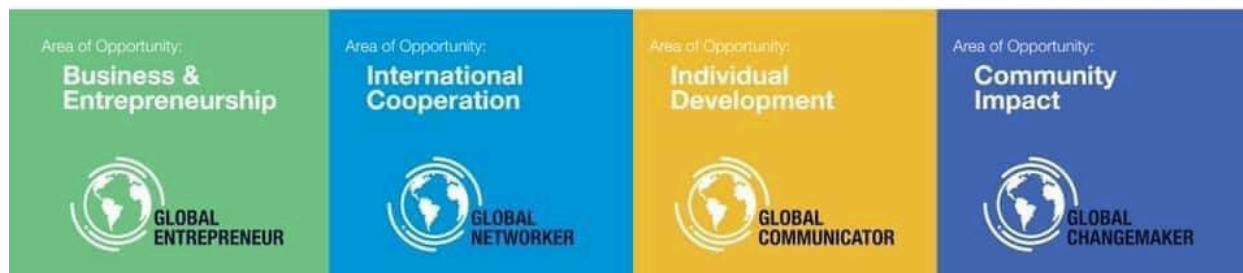 Area of Opportunity:
Business &
Entrepreneurship
GLOBAL
ENTREPRENEUR
Area of Opportunity:
International
Cooperation
GLOBAL
NETWORKER
Area of Opportunity:
Individual
Development
GLOBAL
COMMUNICATOR
Area of Opportunity:
Community
Impact
GLOBAL
CHANGEMAKER